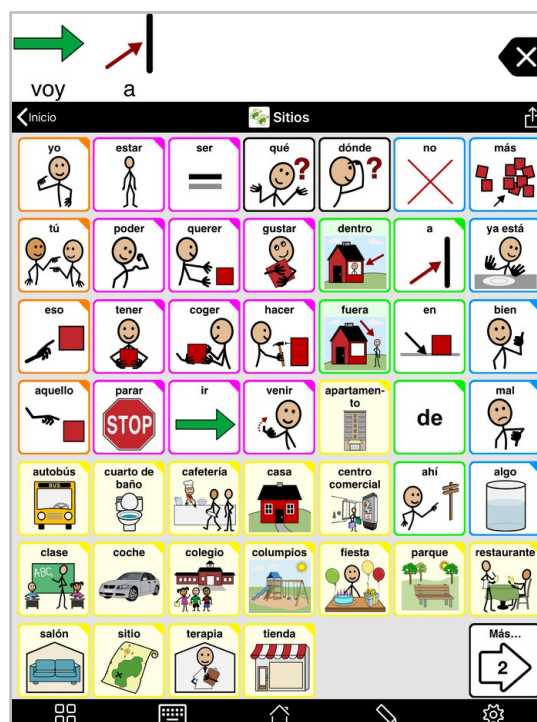 voy a
Inicio Sitios
yo estar ser qué dónde no más
tú poder querer gustar dentro a ya está
eso tener coger hacer fuera en bien
aquello parar ir venir apartamen- de mal
to
STOP
autobús cuarto de cafetería casa centro ahí algo
baño comercial
BUS
clase coche colegio columpios fiesta parque restaurante
ABC
salón sitio terapia tienda Más...
2